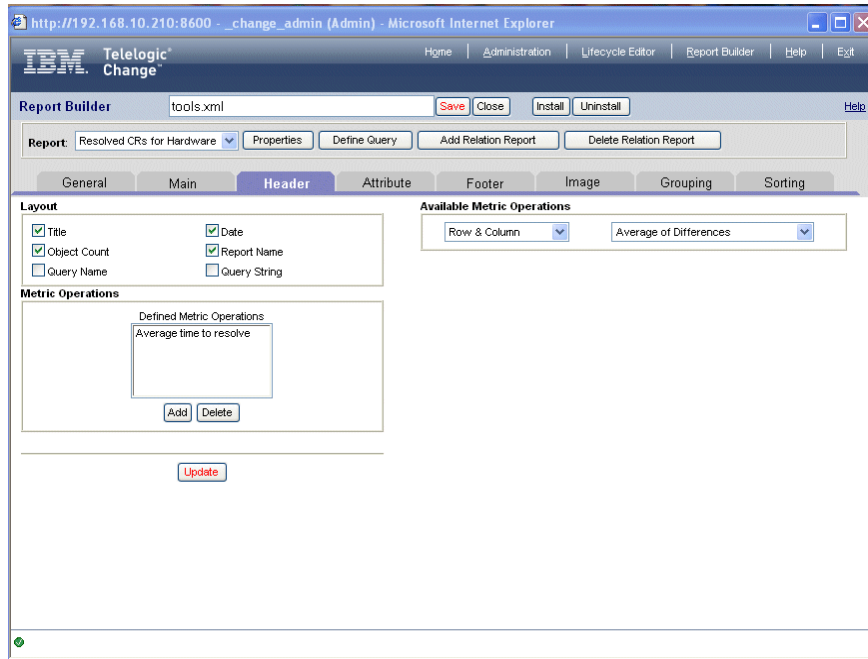 http://192.168.10.210:8600 - _change_admin (Admin) - Microsoft Internet Explorer
IBM. Telelogic® Change™ Home | Administration | Lifecycle Editor | Report Builder | Help | Exit
Report Builder tools.xml Save Close Install Uninstall Help
Report: Resolved CRs for Hardware Properties Define Query Add Relation Report Delete Relation Report
General Main Header Attribute Footer Image Grouping Sorting
Layout
Title Date
Object Count Report Name
Query Name Query String
Metric Operations
Defined Metric Operations
Average time to resolve
Add Delete
Update
Available Metric Operations
Row & Column Average of Differences